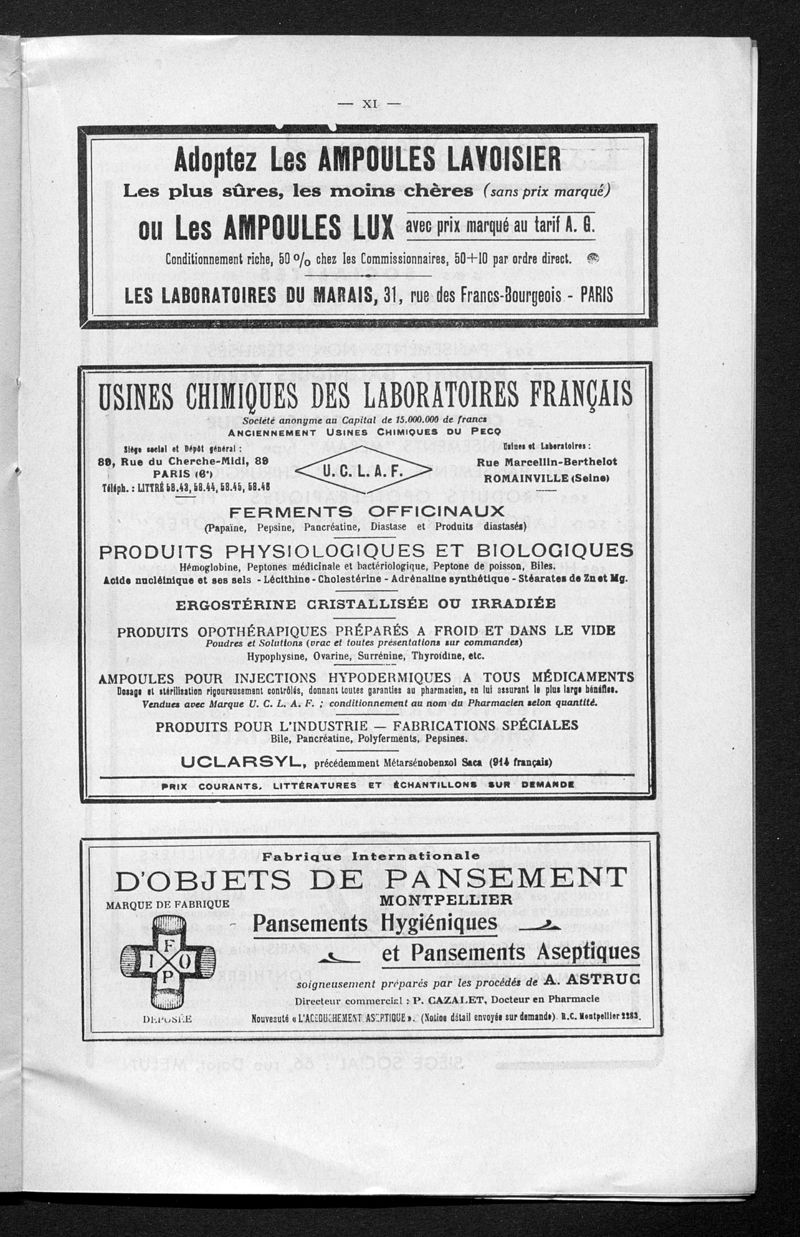 — XI —
Adoptez Les AMPOULES LAVOISIER
Les plus sûres, les moins chères (sans prix marqué)
ou Les AMPOULES LUX avec prix marqué au tarif A. G.
Conditionnement riche, 50 % chez les Commissionnaires, 50+10 par ordre direct.
LES LABORATOIRES DU MARAIS, 31, rue des Francs-Bourgeois - PARIS
USINES CHIMIQUES DES LABORATOIRES FRANÇAIS
Société anonyme au Capital de 15.000.000 de francs
ANCIENNEMENT USINES CHIMIQUES DU PECQ
Siège social et Dépôt général :
89, Rue du Cherche-Midi, 89
PARIS (6e)
Téléph. : LITTRÉ 58.43, 58.44, 58.45, 58.46
U. C. L. A. F.
Usines et Laboratoires :
Rue Marcellin-Berthelot
ROMAINVILLE (Seine)
FERMENTS OFFICINAUX
(Papaïne, Pepsine, Pancréatine, Diastase et Produits diastasés)
PRODUITS PHYSIOLOGIQUES ET BIOLOGIQUES
Hémoglobine, Peptones médicinale et bactériologique, Peptone de poisson, Biles.
Acide nucléinique et ses sels - Lécithine - Cholestérine - Adrénaline synthétique - Stéarates de Zn et Mg.
ERGOSTÉRINE CRISTALLISÉE OU IRRADIÉE
PRODUITS OPOTHÉRAPIQUES PRÉPARÉS A FROID ET DANS LE VIDE
Poudres et Solutions (vrac et toutes présentations sur commandes)
Hypophysine, Ovarine, Surrénine, Thyroïdine, etc.
AMPOULES POUR INJECTIONS HYPODERMIQUES A TOUS MÉDICAMENTS
Dosage et stérilisation rigoureusement contrôlés, donnant toutes garanties au pharmacien, en lui assurant le plus large bénéfice.
Vendues avec Marque U. C. L. A. F. ; conditionnement au nom du Pharmacien selon quantité.
PRODUITS POUR L'INDUSTRIE — FABRICATIONS SPÉCIALES
Bile, Pancréatine, Polyferments, Pepsines.
UCLARSYL, précédemment Métarsénobenzol Saca (914 français)
PRIX COURANTS, LITTÉRATURES ET ÉCHANTILLONS SUR DEMANDE
Fabrique Internationale
D'OBJETS DE PANSEMENT
MONTPELLIER
MARQUE DE FABRIQUE
F
I O
P
DÉPOSÉE
Pansements Hygiéniques
et Pansements Aseptiques
soigneusement préparés par les procédés de A. ASTRUC
Directeur commercial : P. CAZALET, Docteur en Pharmacie
Nouveauté « L'ACCOUCHEMENT ASEPTIQUE ». (Notice détail envoyée sur demande). R.C. Montpellier 2283.